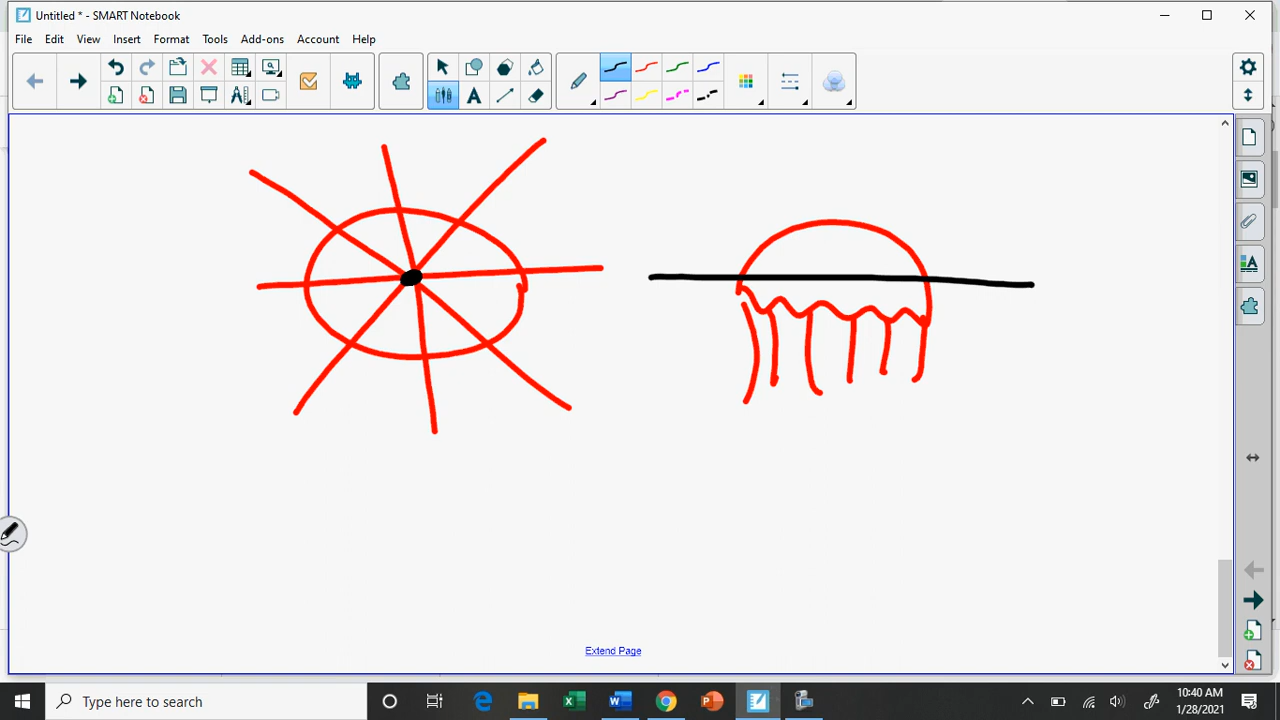 Untitled * - SMART Notebook
File Edit View Insert Format Tools Add-ons Account Help
Extend Page
Type here to search
10:40 AM
1/28/2021